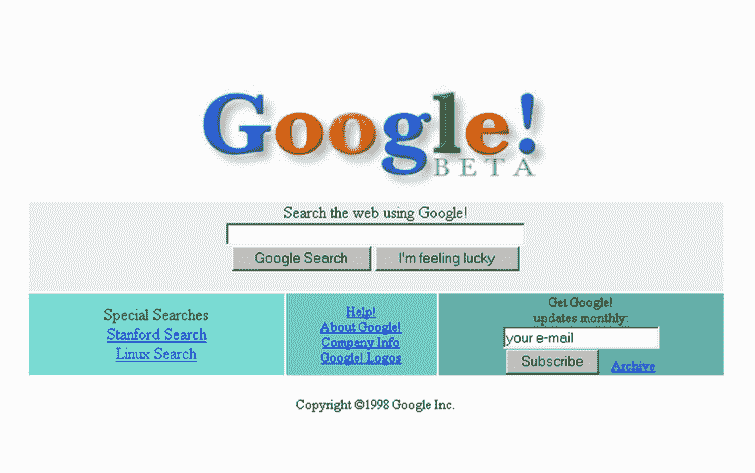 Google!
BETA
Search the web using Google!
Google Search
I'm feeling lucky
Special Searches
Stanford Search
Linux Search
Help!
About Google!
Company Info
Google! Logos
Get Google!
updates monthly:
your e-mail
Subscribe
Archive
Copyright ©1998 Google Inc.